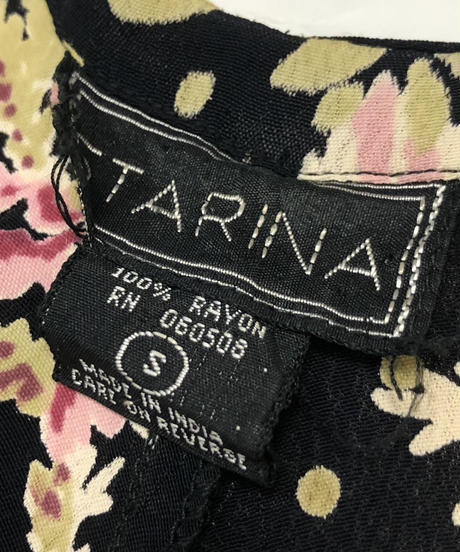 TARINA
100% RAYON
RN 060508
S
MADE IN INDIA
CARE ON REVERSE